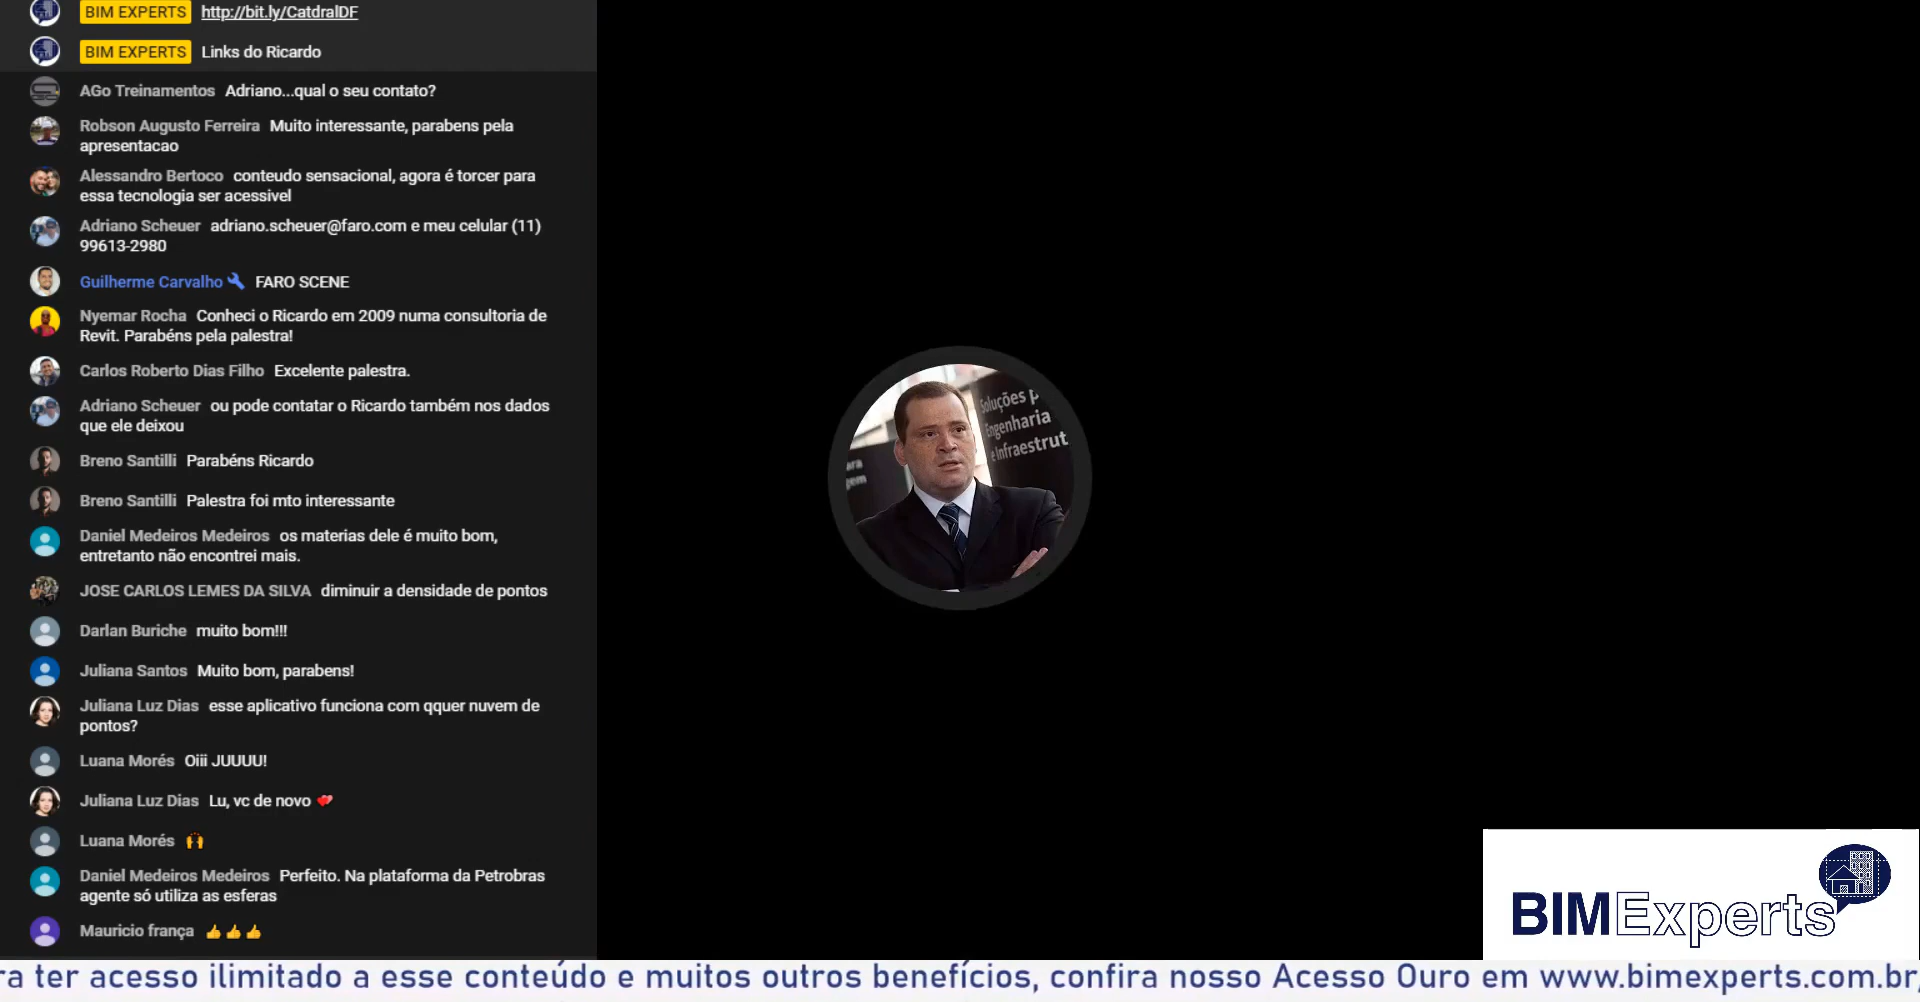 BIM EXPERTS http://bit.ly/CatdralDF
BIM EXPERTS Links do Ricardo
AGo Treinamentos Adriano...qual o seu contato?
Robson Augusto Ferreira Muito interessante, parabens pela
apresentacao
Alessandro Bertoco conteudo sensacional, agora é torcer para
essa tecnologia ser acessivel
Adriano Scheuer adriano.scheuer@faro.com e meu celular (11)
99613-2980
Guilherme Carvalho FARO SCENE
Nyemar Rocha Conheci o Ricardo em 2009 numa consultoria de
Revit. Parabéns pela palestra!
Carlos Roberto Dias Filho Excelente palestra.
Adriano Scheuer ou pode contatar o Ricardo também nos dados
que ele deixou
Breno Santilli Parabéns Ricardo
Breno Santilli Palestra foi mto interessante
Daniel Medeiros Medeiros os materias dele é muito bom,
entretanto não encontrei mais.
JOSE CARLOS LEMES DA SILVA diminuir a densidade de pontos
Darlan Buriche muito bom!!!
Juliana Santos Muito bom, parabens!
Juliana Luz Dias esse aplicativo funciona com qquer nuvem de
pontos?
Luana Morés Oiii JUUUU!
Juliana Luz Dias Lu, vc de novo 💕
Luana Morés 🙌
Daniel Medeiros Medeiros Perfeito. Na plataforma da Petrobras
agente só utiliza as esferas
Mauricio frança 👍👍👍
Soluções p
Engenharia
e Infraestrut
ara
gem
BIMExperts
ra ter acesso ilimitado a esse conteúdo e muitos outros benefícios, confira nosso Acesso Ouro em www.bimexperts.com.br,